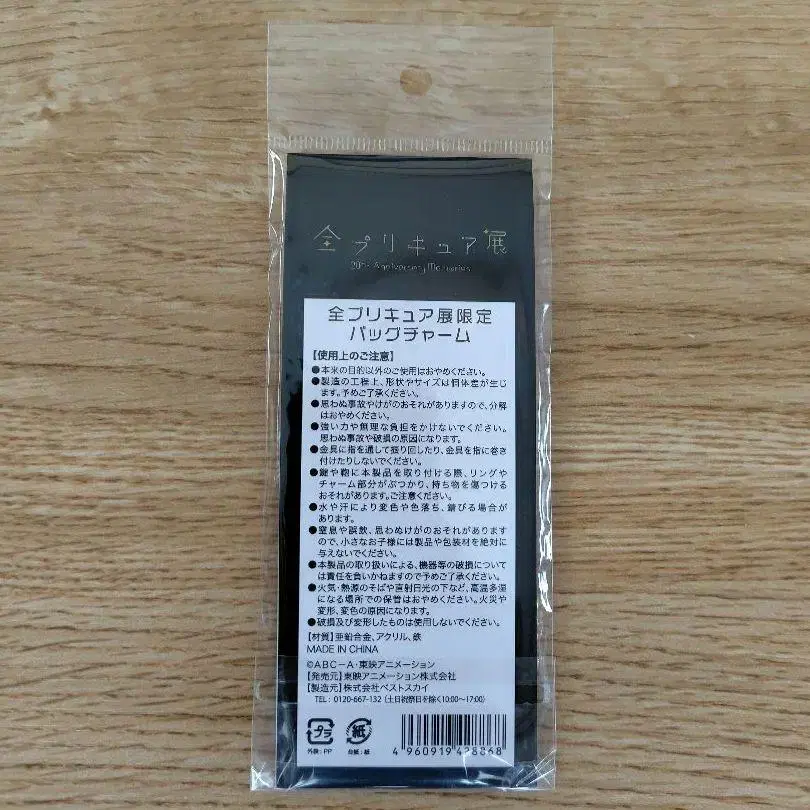 全プリキュア展
20th Anniversary Memories
全プリキュア展限定
バッグチャーム
【使用上のご注意】
●本来の目的以外のご使用はおやめください。
●製造の工程上、形状やサイズは個体差が生じ
ます。予めご了承ください。
●思わぬ事故やけがのおそれがありますので、分解
はおやめください。
●強い力や無理な負担をかけないでください。
思わぬ事故や破損の原因になります。
●金具に指を通して振り回したり、金具を指に巻き
付けたりしないでください。
●鍵や鞄に本製品を取り付ける際、リングや
チャーム部分がぶつかり、持ち物を傷つける
おそれがあります。ご注意ください。
●水や汗により変色や色落ち、錆びる場合が
あります。
●窒息や誤飲、思わぬけがのおそれがあります
ので、小さなお子様には製品や包装材を絶対に
与えないでください。
●本製品の取り扱いによる、機器等の破損について
は責任を負いかねますので予めご了承ください。
●火気・熱源のそばや直射日光の下など、高温多湿
になる場所での保管はおやめください。火災や
変形、変色の原因になります。
●破損及び変形したものは使用しないでください。
【材質】亜鉛合金、アクリル、鉄
MADE IN CHINA
©ABC-A・東映アニメーション
【発売元】東映アニメーション株式会社
【製造元】株式会社ベストスカイ
TEL : 0120-667-132 (土日祝祭日を除く10:00〜17:00)
プラ 紙
外装:PP 台紙:紙
4 960919 428868